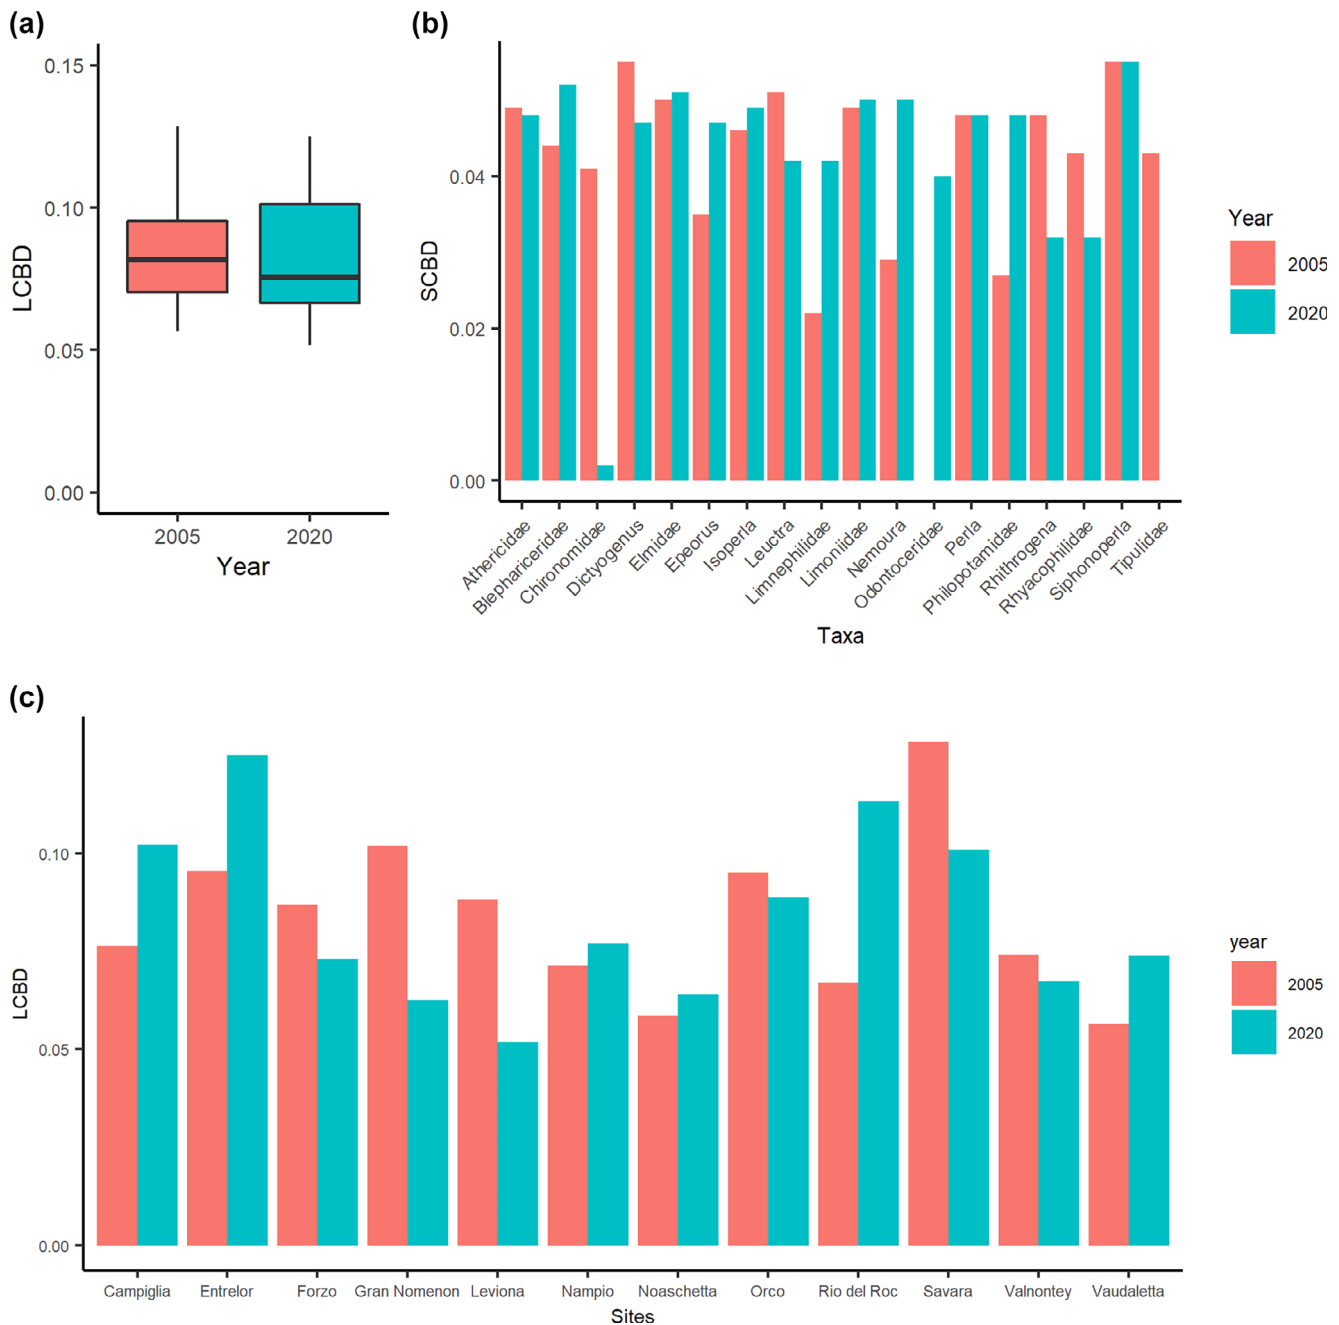 (a)
0.15
0.10
0.05
0.00
LCBD
2005
2020
Year
(b)
0.04
0.02
0.00
SCBD
Athericidae
Blephariceridae
Chironomidae
Dictyogenus
Elmidae
Epeorus
Isoperla
Leuctra
Limnephilidae
Limoniidae
Nemoura
Odontoceridae
Perla
Philopotamidae
Rhithrogena
Rhyacophilidae
Siphonoperla
Tipulidae
Taxa
Year
2005
2020
(c)
0.10
0.05
0.00
LCBD
Campiglia
Entrelor
Forzo
Gran Nomenon
Leviona
Nampio
Noaschetta
Orco
Rio del Roc
Savara
Valnontey
Vaudaletta
Sites
year
2005
2020